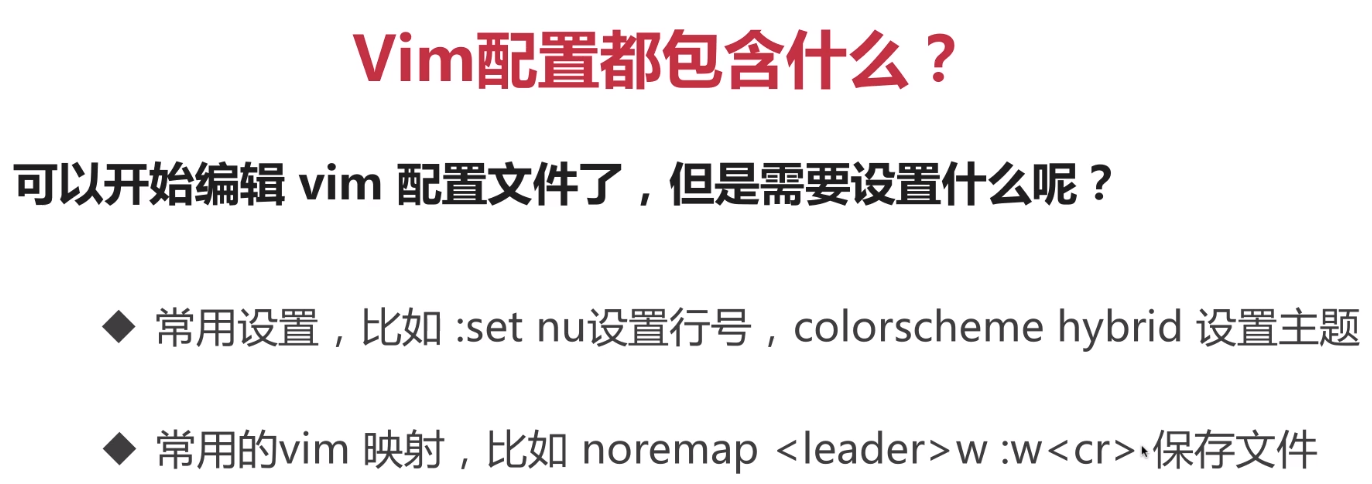 Vim配置都包含什么？
可以开始编辑 vim 配置文件了，但是需要设置什么呢？
◆ 常用设置，比如 :set nu设置行号，colorscheme hybrid 设置主题
◆ 常用的vim 映射，比如 noremap <leader>w :w<cr> 保存文件